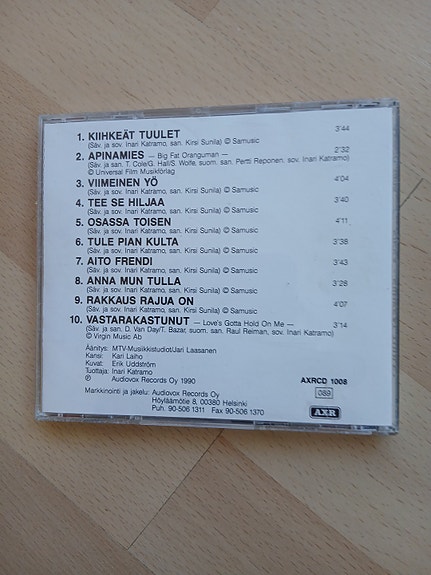 1. KIIHKEÄT TUULET 3'44
(Säv. ja sov. Inari Katramo, san. Kirsi Sunila) © Samusic
2. APINAMIES — Big Fat Oranguman — 2'32
(Säv. ja san. T. Cole/G. Hall/S. Wolfe, suom. san. Pertti Reponen, sov. Inari Katramo)
© Universal Film Musikförlag
3. VIIMEINEN YÖ 4'04
(Säv. ja sov. Inari Katramo, san. Kirsi Sunila) © Samusic
4. TEE SE HILJAA 3'40
(Säv. ja sov. Inari Katramo, san. Kirsi Sunila) © Samusic
5. OSASSA TOISEN 4'11
(Säv. ja sov. Inari Katramo, san. Kirsi Sunila) © Samusic
6. TULE PIAN KULTA 3'38
(Säv. ja sov. Inari Katramo, san. Kirsi Sunila) © Samusic
7. AITO FRENDI 3'43
(Säv. ja sov. Inari Katramo, san. Kirsi Sunila) © Samusic
8. ANNA MUN TULLA 3'28
(Säv. ja sov. Inari Katramo, san. Kirsi Sunila) © Samusic
9. RAKKAUS RAJUA ON 4'07
(Säv. ja sov. Inari Katramo, san. Kirsi Sunila) © Samusic
10. VASTARAKASTUNUT — Love's Gotta Hold On Me — 3'14
(Säv. ja san. D. Van Day/T. Bazar, suom. san. Raul Reiman, sov. Inari Katramo)
© Virgin Music Ab
Äänitys: MTV-Musiikkistudiot/Jari Laasanen
Kansi: Kari Laiho
Kuvat: Erik Uddström
Tuottaja: Inari Katramo
℗ Audiovox Records Oy 1990
AXRCD 1008
Markkinointi ja jakelu: Audiovox Records Oy
089
Höyläämötie 8, 00380 Helsinki
Puh. 90-506 1311 Fax 90-506 1370
AXR